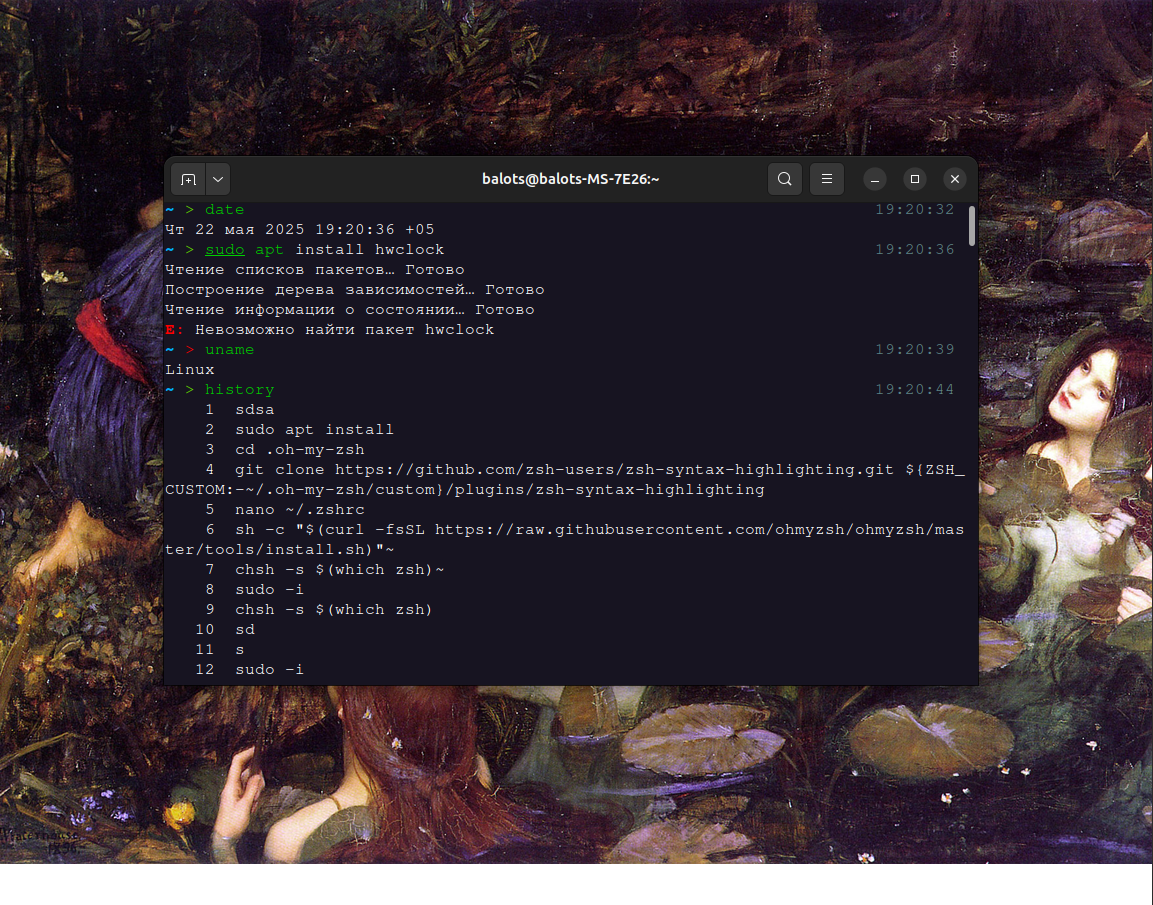 balots@balots-MS-7E26:~
~ > date 19:20:32
Чт 22 мая 2025 19:20:36 +05
~ > sudo apt install hwclock 19:20:36
Чтение списков пакетов… Готово
Построение дерева зависимостей… Готово
Чтение информации о состоянии… Готово
E: Невозможно найти пакет hwclock
~ > uname 19:20:39
Linux
~ > history 19:20:44
1 sdsa
2 sudo apt install
3 cd .oh-my-zsh
4 git clone https://github.com/zsh-users/zsh-syntax-highlighting.git ${ZSH_
CUSTOM:-~/.oh-my-zsh/custom}/plugins/zsh-syntax-highlighting
5 nano ~/.zshrc
6 sh -c "$(curl -fsSL https://raw.githubusercontent.com/ohmyzsh/ohmyzsh/mas
ter/tools/install.sh)"~
7 chsh -s $(which zsh)~
8 sudo -i
9 chsh -s $(which zsh)
10 sd
11 s
12 sudo -i